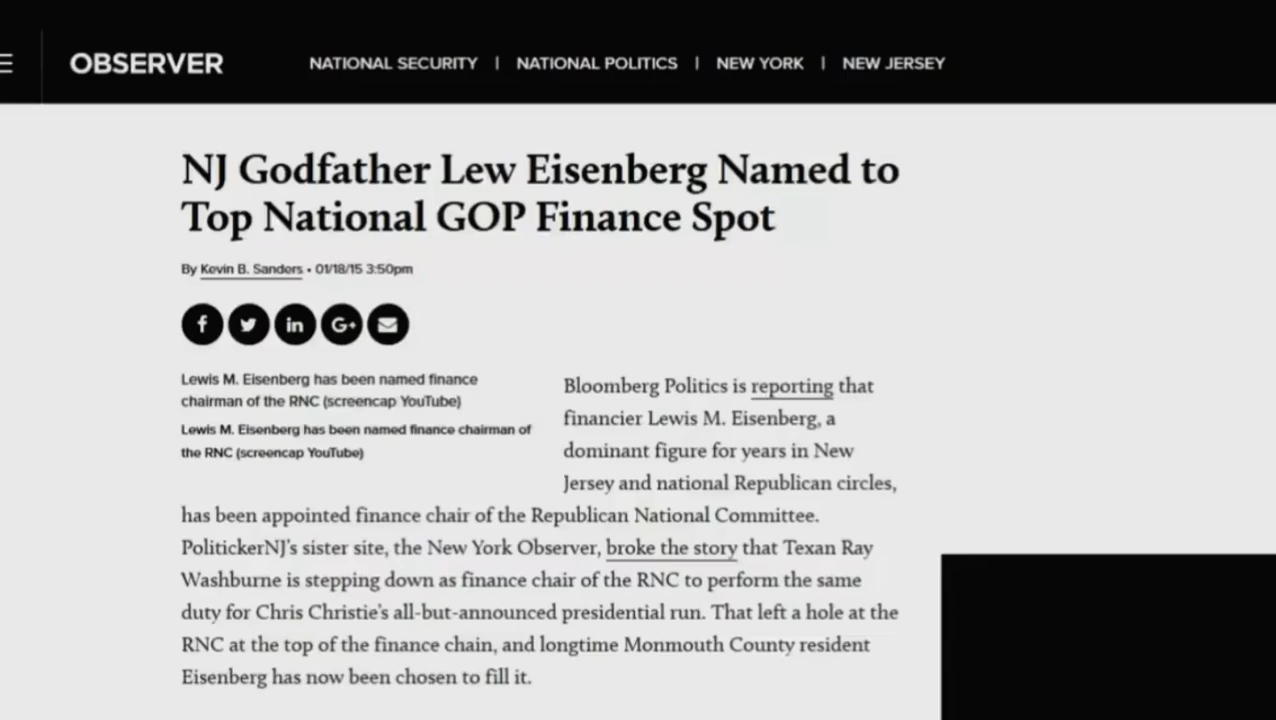 OBSERVER
NATIONAL SECURITY | NATIONAL POLITICS | NEW YORK | NEW JERSEY
NJ Godfather Lew Eisenberg Named to
Top National GOP Finance Spot
By Kevin B. Sanders • 01/18/15 3:50pm
Lewis M. Eisenberg has been named finance
chairman of the RNC (screencap YouTube)
Lewis M. Eisenberg has been named finance chairman of
the RNC (screencap YouTube)
Bloomberg Politics is reporting that
financier Lewis M. Eisenberg, a
dominant figure for years in New
Jersey and national Republican circles,
has been appointed finance chair of the Republican National Committee.
PolitickerNJ's sister site, the New York Observer, broke the story that Texan Ray
Washburne is stepping down as finance chair of the RNC to perform the same
duty for Chris Christie's all-but-announced presidential run. That left a hole at the
RNC at the top of the finance chain, and longtime Monmouth County resident
Eisenberg has now been chosen to fill it.